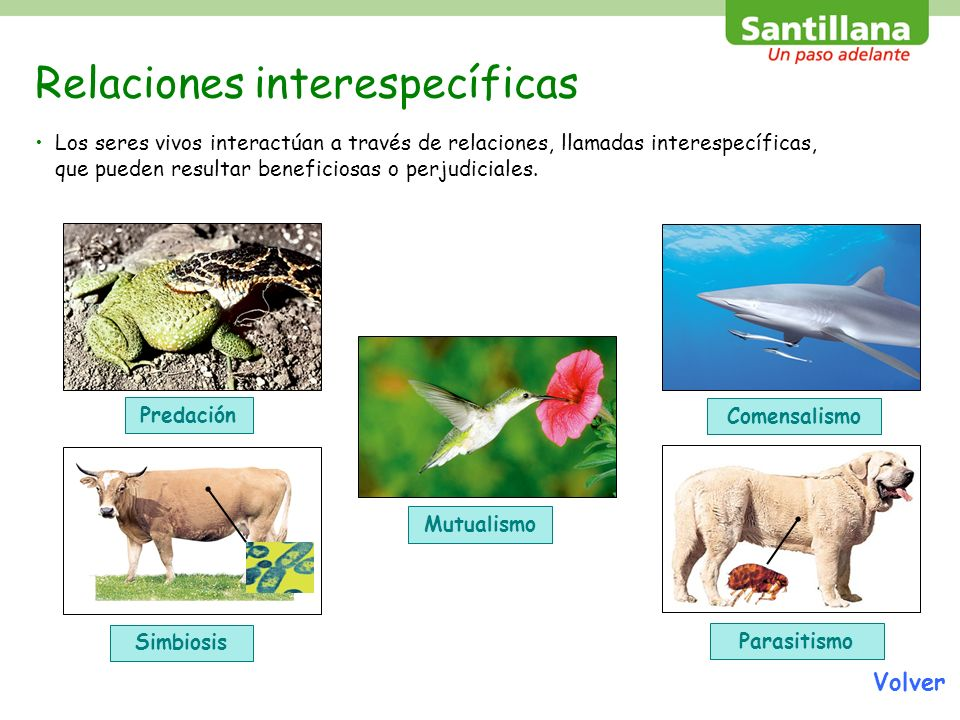 Santillana
Un paso adelante
Relaciones interespecíficas
• Los seres vivos interactúan a través de relaciones, llamadas interespecíficas,
que pueden resultar beneficiosas o perjudiciales.
Predación
Comensalismo
Mutualismo
Simbiosis
Parasitismo
Volver